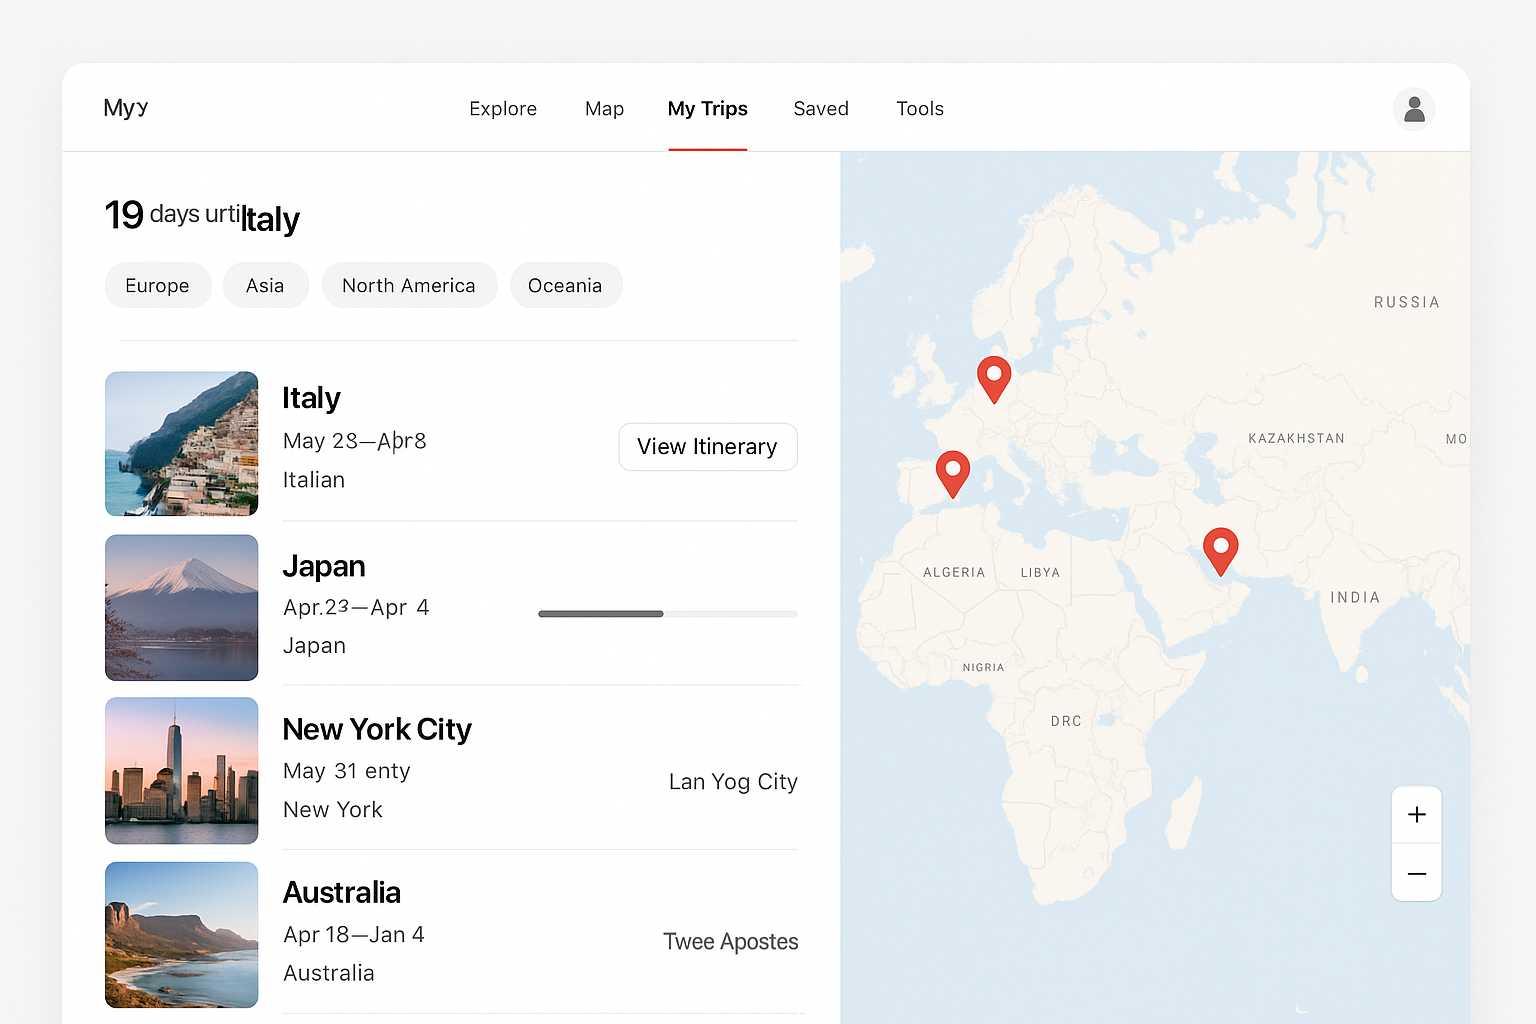 Myy
Explore Map My Trips Saved Tools
19 days urtiItaly
Europe Asia North America Oceania
Italy
May 28—Aþr8
Italian
View Itinerary
Japan
Apr.23—Apr 4
Japan
New York City
May 31 enty
New York
Lan Yog City
Australia
Apr 18—Jan 4
Australia
Twee Apostes
RUSSIA
KAZAKHSTAN
MO
ALGERIA
LIBYA
INDIA
NIGRIA
DRC
+
−